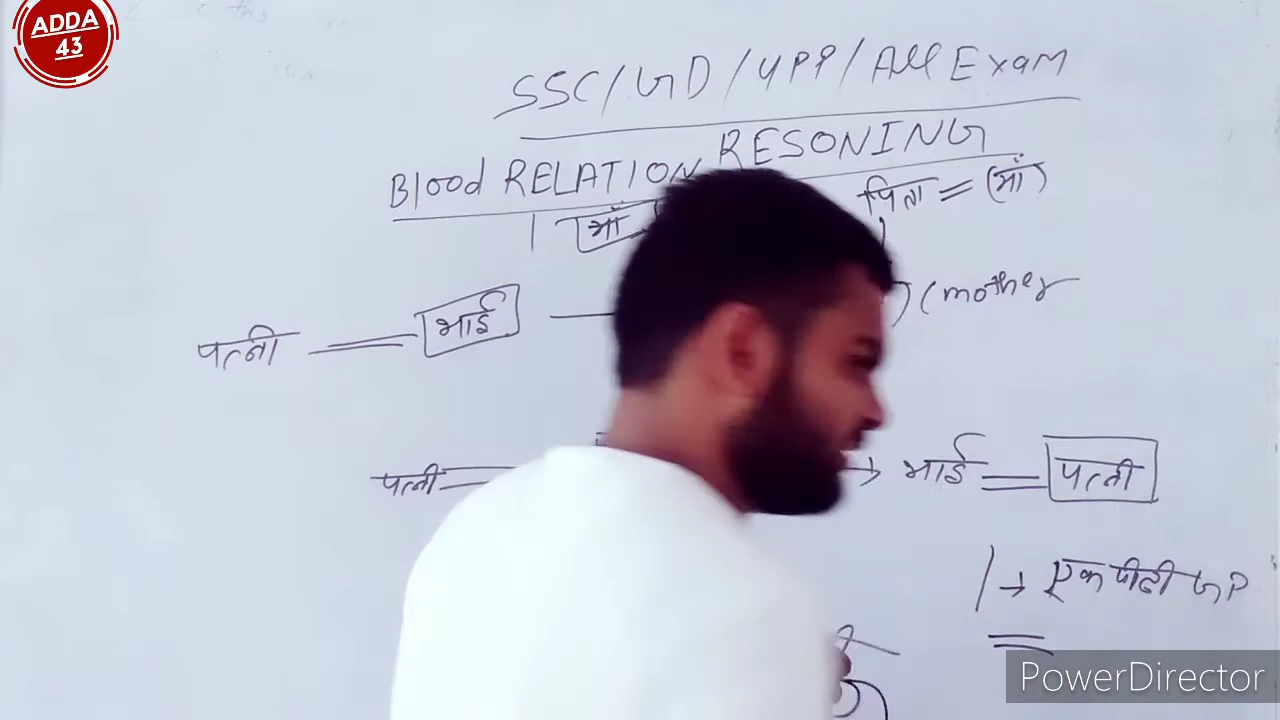 ADDA
43
SSC/GD/UPP/All Exam
Blood RELATION RESONING
माँ पिता = (माँ)
पत्नी = भाई — (mother
पत्नी = → भाई = पत्नी
| → एक पीढी GP
=
PowerDirector